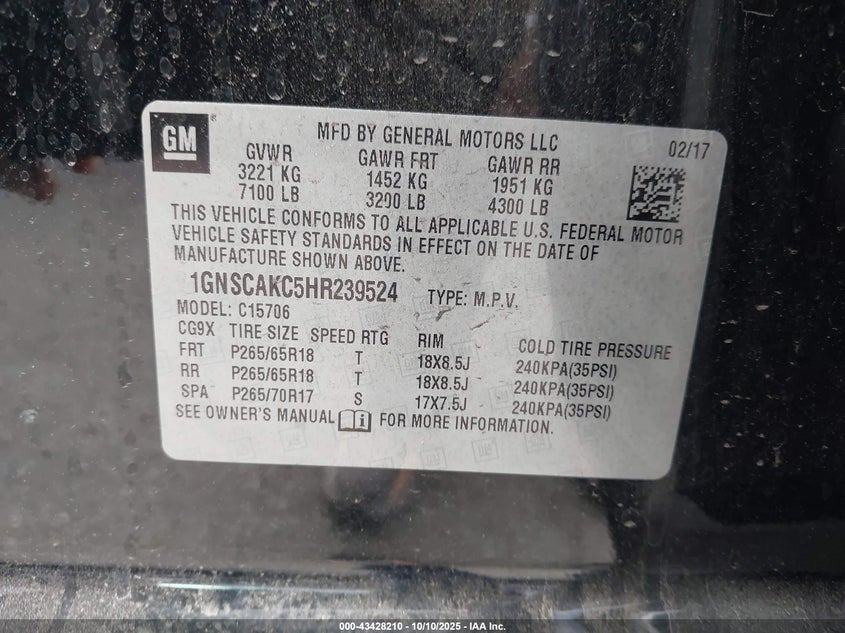 GM
MFD BY GENERAL MOTORS LLC
02/17
GVWR GAWR FRT GAWR RR
3221 KG 1452 KG 1951 KG
7100 LB 3200 LB 4300 LB
THIS VEHICLE CONFORMS TO ALL APPLICABLE U.S. FEDERAL MOTOR
VEHICLE SAFETY STANDARDS IN EFFECT ON THE DATE OF
MANUFACTURE SHOWN ABOVE.
1GNSCAKC5HR239524 TYPE: M.P.V.
MODEL: C15706
CG9X TIRE SIZE SPEED RTG RIM COLD TIRE PRESSURE
FRT P265/65R18 T 18X8.5J 240KPA(35PSI)
RR P265/65R18 T 18X8.5J 240KPA(35PSI)
SPA P265/70R17 S 17X7.5J 240KPA(35PSI)
SEE OWNER'S MANUAL FOR MORE INFORMATION.
000-43428210 - 10/10/2025 - © IAA Inc.